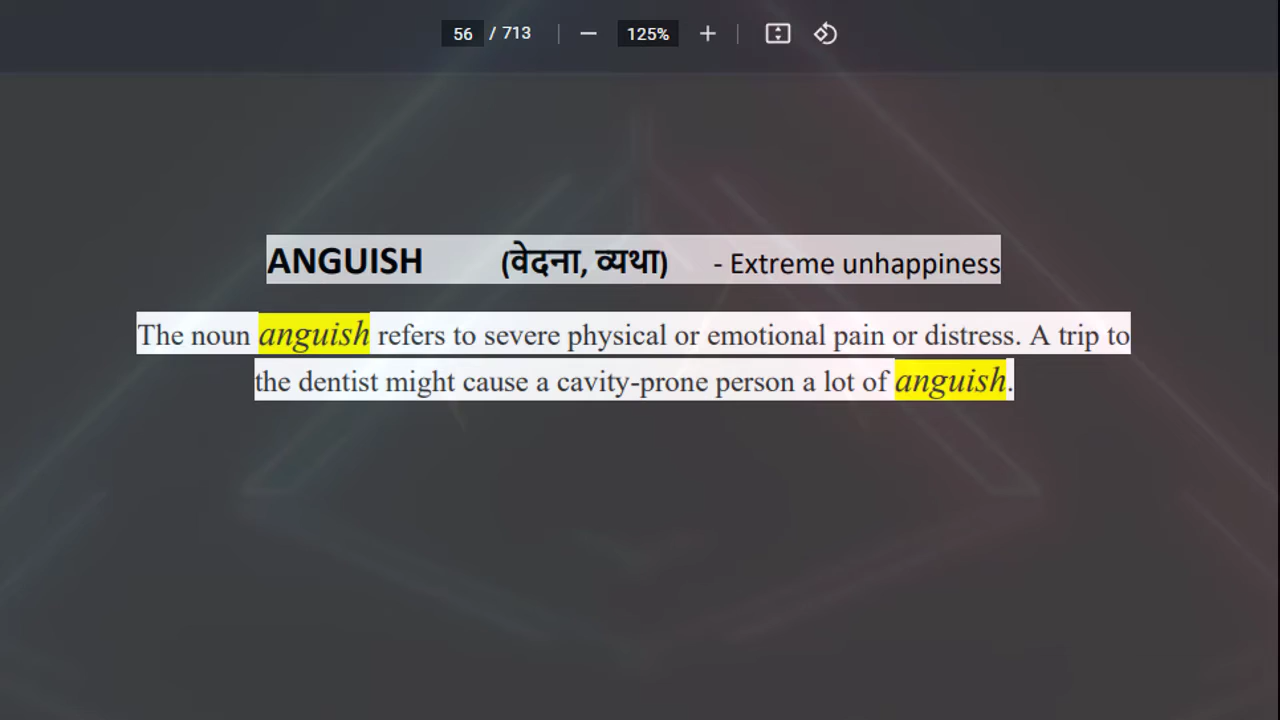 56 / 713 125%
ANGUISH (वेदना, व्यथा) - Extreme unhappiness
The noun anguish refers to severe physical or emotional pain or distress. A trip to
the dentist might cause a cavity-prone person a lot of anguish.